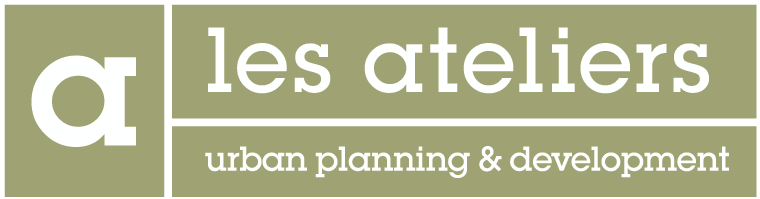 a
les ateliers
urban planning & development